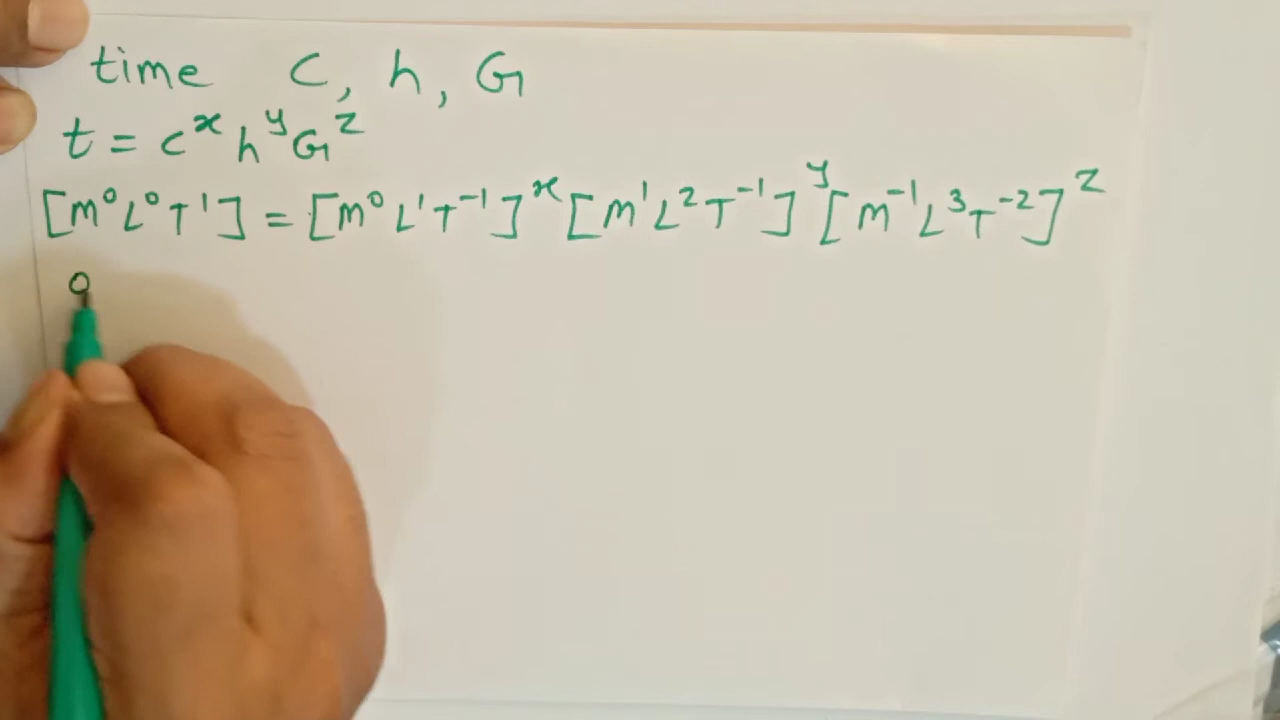 time C, h, G
t = c^x h^y G^z
[M⁰L⁰T¹] = [M⁰L¹T⁻¹]^x [M¹L²T⁻¹]^y [M⁻¹L³T⁻²]^z
0